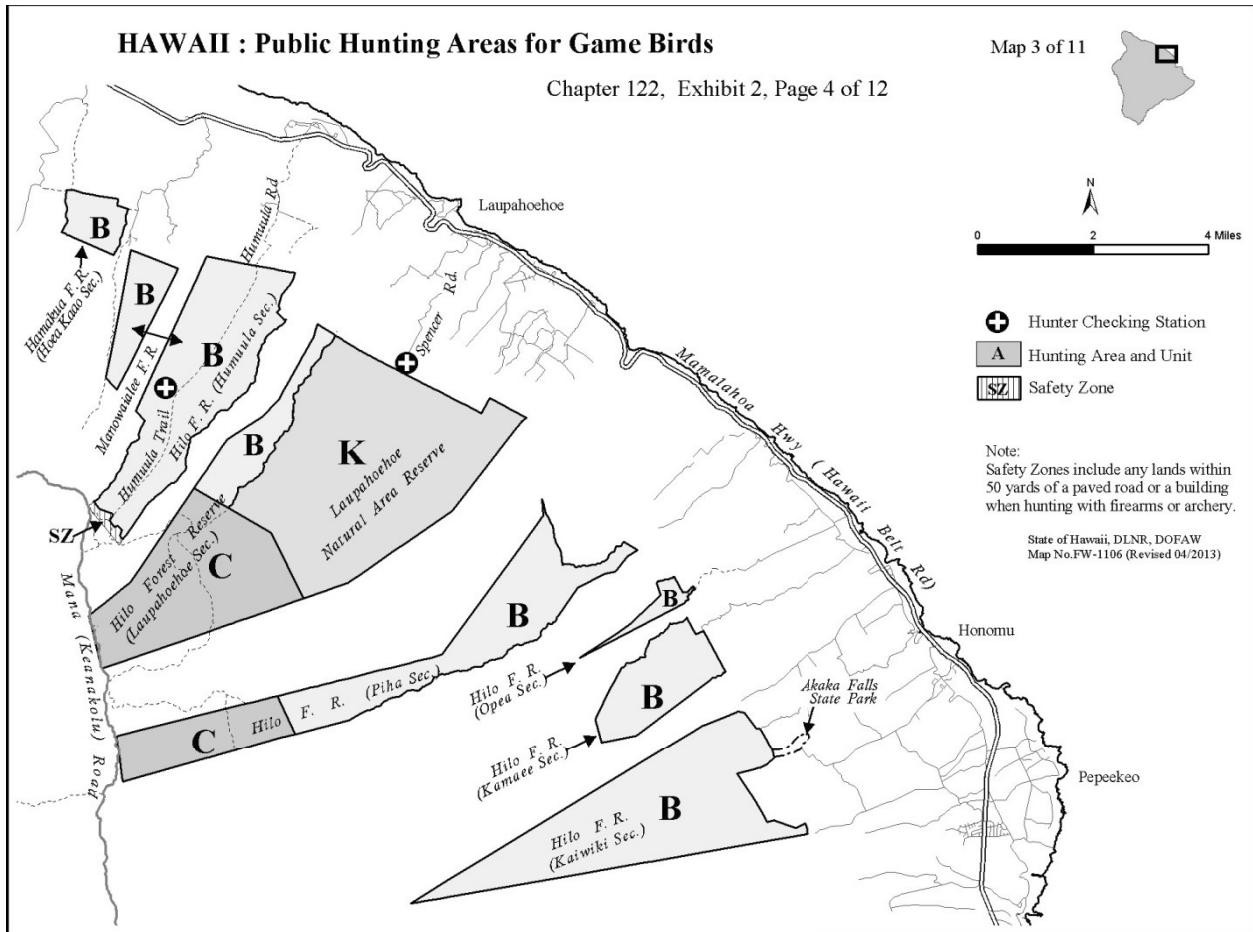 HAWAII : Public Hunting Areas for Game Birds
Map 3 of 11
Chapter 122, Exhibit 2, Page 4 of 12
Laupahoehoe
N
0 2 4 Miles
Hunter Checking Station
A Hunting Area and Unit
SZ Safety Zone
Note:
Safety Zones include any lands within
50 yards of a paved road or a building
when hunting with firearms or archery.
State of Hawaii, DLNR, DOFAW
Map No.FW-1106 (Revised 04/2013)
B
Hamakua F. R.
(Hoea Kaao Sec.)
B
Manowaialee F. R.
B
Humuula Rd
Humuula Trail
Hilo F. R. (Humuula Sec.)
Spencer Rd.
SZ
B
K
Laupahoehoe
Natural Area Reserve
C
Hilo Forest Reserve
(Laupahoehoe Sec.)
Mana (Keanakolu) Road
Mamalahoa Hwy (Hawaii Belt Rd)
C
Hilo F. R. (Piha Sec.)
B
B
Hilo F. R.
(Opea Sec.)
B
Hilo F. R.
(Kamaee Sec.)
B
Hilo F. R.
(Kaiwiki Sec.)
Akaka Falls
State Park
Honomu
Pepeekeo